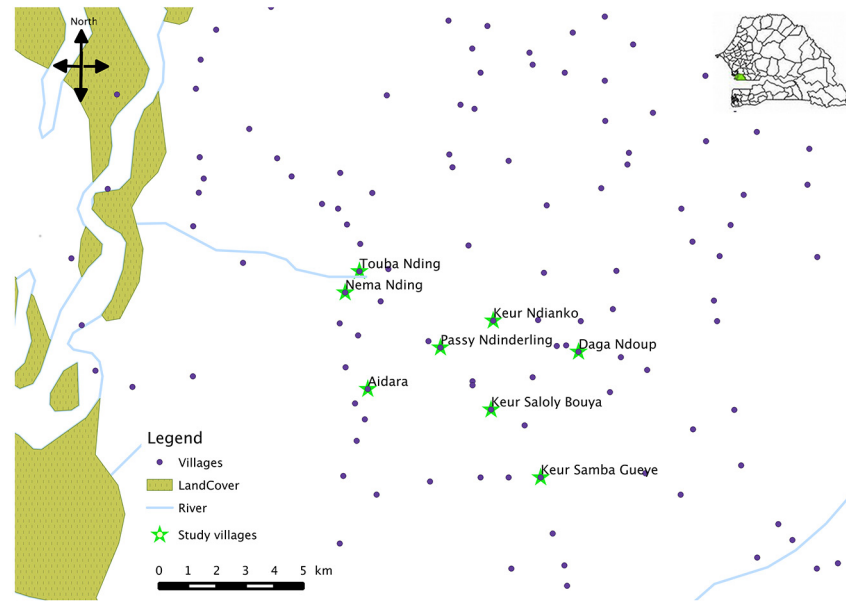 North
Touba Nding
Nema Nding
Keur Ndianko
Passy Ndinderling
Daga Ndoup
Aidara
Keur Saloly Bouya
Keur Samba Gueye
Legend
Villages
LandCover
River
Study villages
0 1 2 3 4 5 km